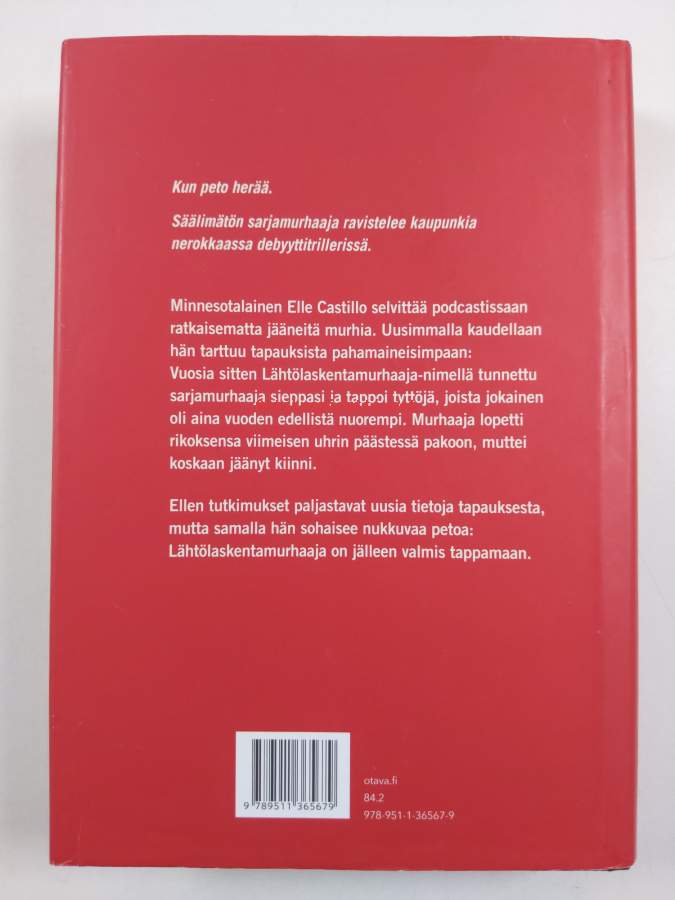 Kun peto herää.
Säälimätön sarjamurhaaja ravistelee kaupunkia
nerokkaassa debyyttitrillerissä.
Minnesotalainen Elle Castillo selvittää podcastissaan
ratkaisematta jääneitä murhia. Uusimmalla kaudellaan
hän tarttuu tapauksista pahamaineisimpaan:
Vuosia sitten Lähtölaskentamurhaaja-nimellä tunnettu
sarjamurhaaja sieppasi ja tappoi tyttöjä, joista jokainen
oli aina vuoden edellistä nuorempi. Murhaaja lopetti
rikoksensa viimeisen uhrin päästessä pakoon, muttei
koskaan jäänyt kiinni.
Ellen tutkimukset paljastavat uusia tietoja tapauksesta,
mutta samalla hän sohaisee nukkuvaa petoa:
Lähtölaskentamurhaaja on jälleen valmis tappamaan.
9 789511 365679
otava.fi
84.2
978-951-1-36567-9